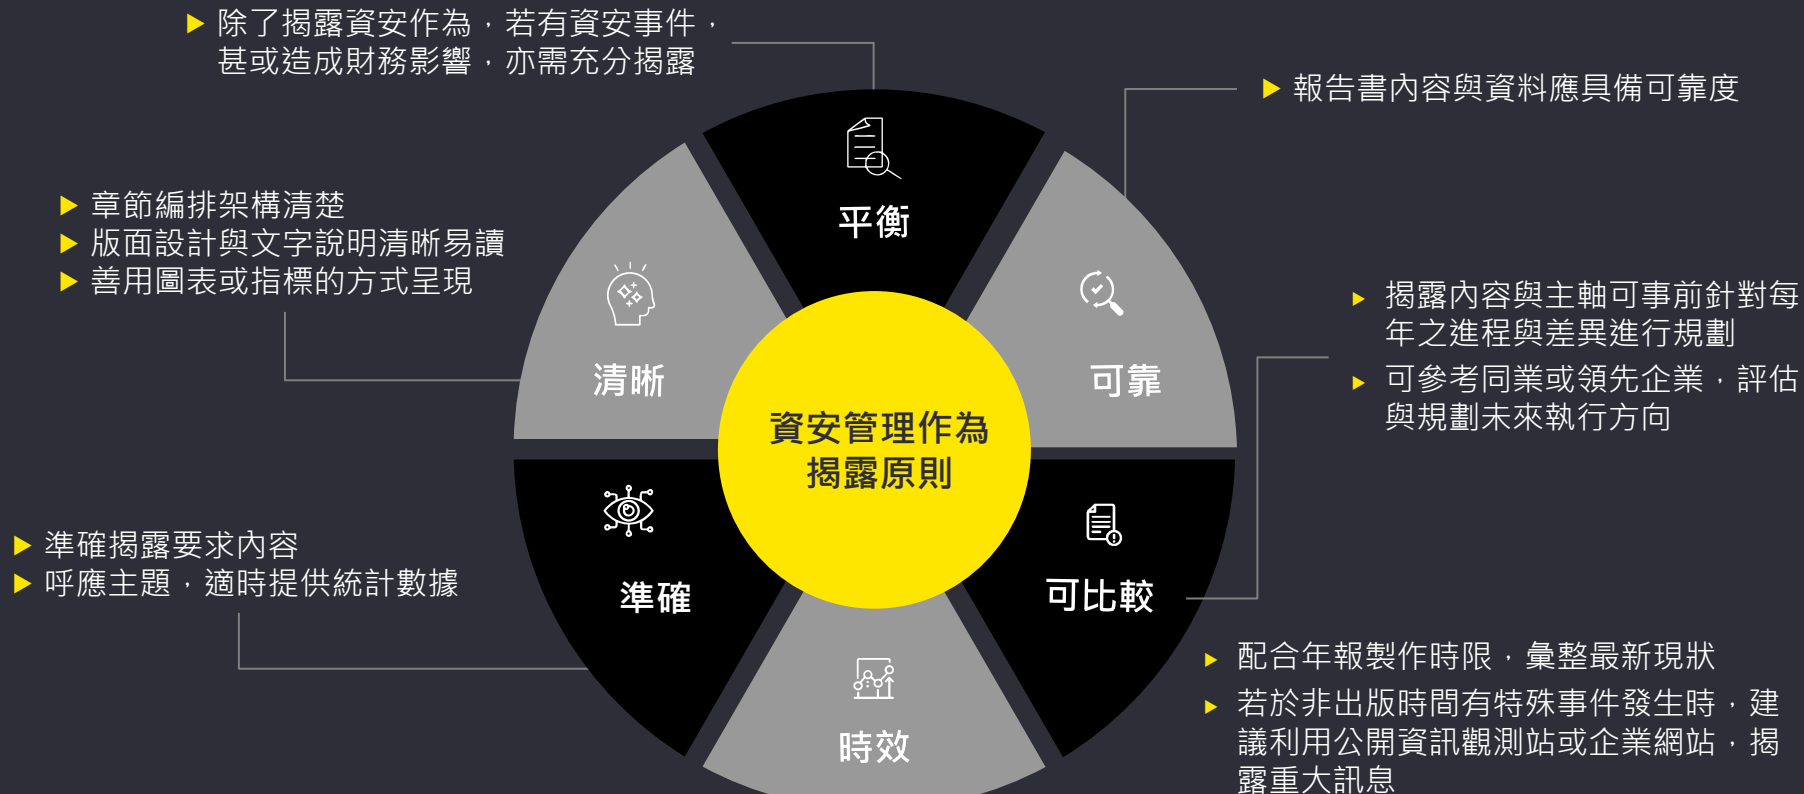 除了揭露資安作為，若有資安事件，
甚或造成財務影響，亦需充分揭露
報告書內容與資料應具備可靠度
章節編排架構清楚
版面設計與文字說明清晰易讀
善用圖表或指標的方式呈現
平衡
清晰
可靠
揭露內容與主軸可事前針對每
年之進程與差異進行規劃
可參考同業或領先企業，評估
與規劃未來執行方向
資安管理作為
揭露原則
準確揭露要求內容
呼應主題，適時提供統計數據
準確
可比較
時效
配合年報製作時限，彙整最新現狀
若於非出版時間有特殊事件發生時，建
議利用公開資訊觀測站或企業網站，揭
露重大訊息